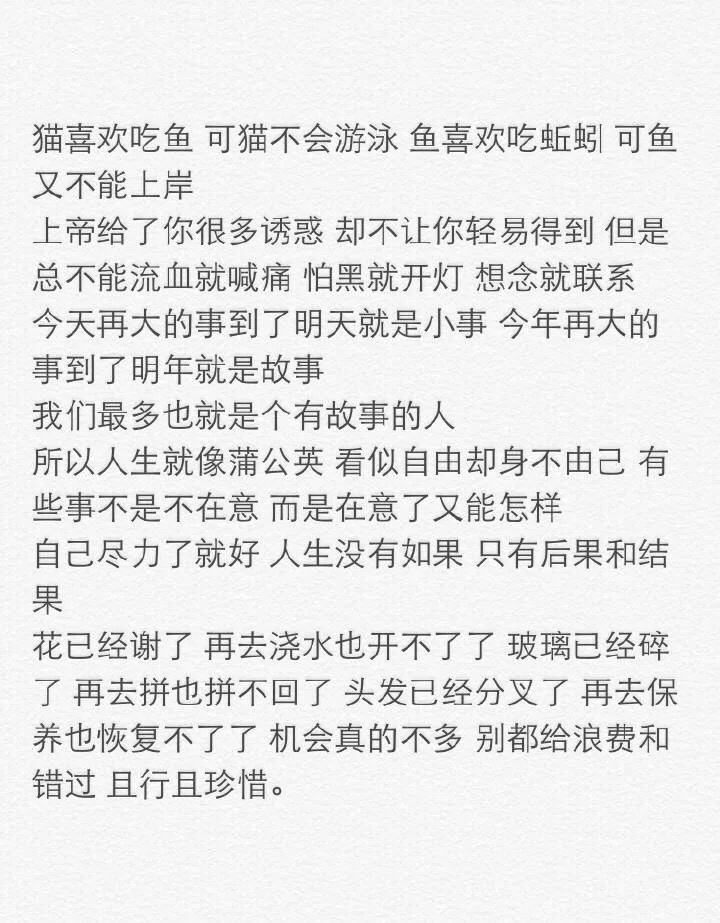 猫喜欢吃鱼 可猫不会游泳 鱼喜欢吃蚯蚓 可鱼
又不能上岸
上帝给了你很多诱惑 却不让你轻易得到 但是
总不能流血就喊痛 怕黑就开灯 想念就联系
今天再大的事到了明天就是小事 今年再大的
事到了明年就是故事
我们最多也就是个有故事的人
所以人生就像蒲公英 看似自由却身不由己 有
些事不是不在意 而是在意了又能怎样
自己尽力了就好 人生没有如果 只有后果和结
果
花已经谢了 再去浇水也开不了了 玻璃已经碎
了 再去拼也拼不回了 头发已经分叉了 再去保
养也恢复不了了 机会真的不多 别都给浪费和
错过 且行且珍惜。